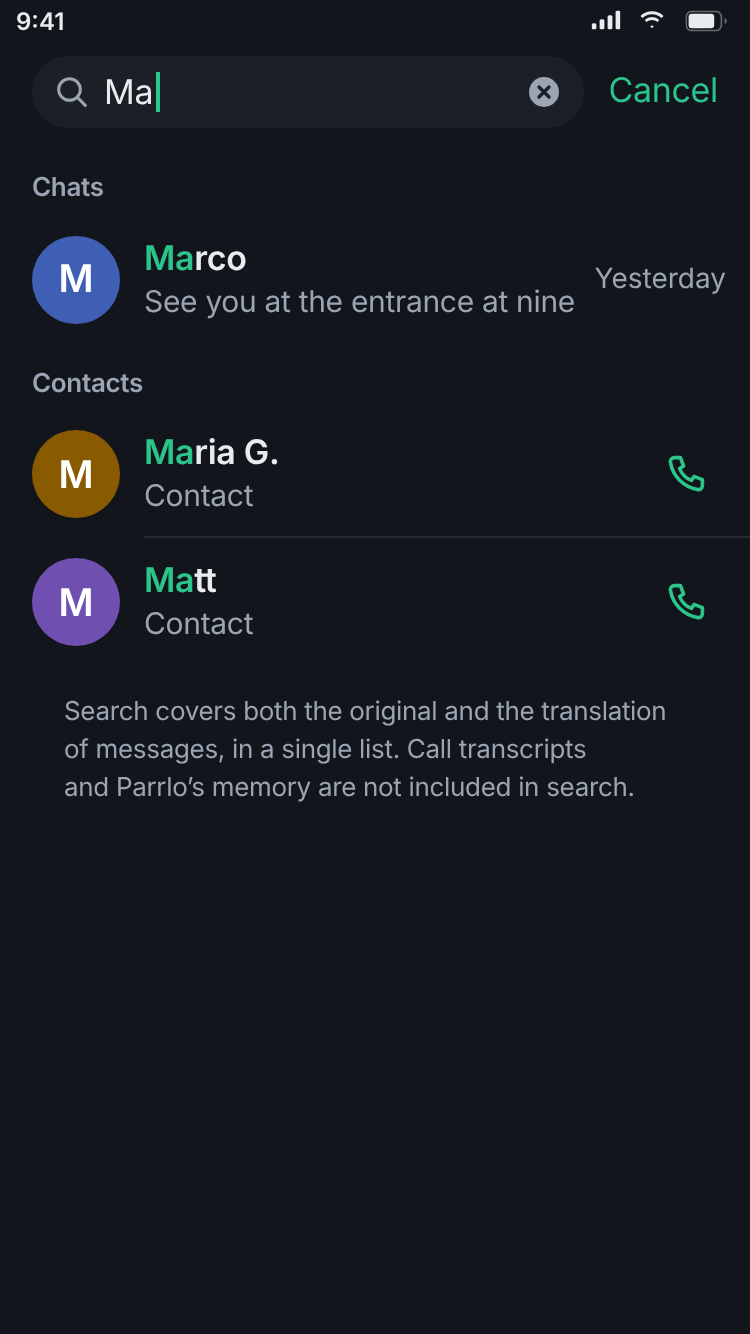 9:41
Ma
Cancel
Chats
M
Marco
See you at the entrance at nine
Yesterday
Contacts
M
Maria G.
Contact
M
Matt
Contact
Search covers both the original and the translation
of messages, in a single list. Call transcripts
and Parrlo’s memory are not included in search.